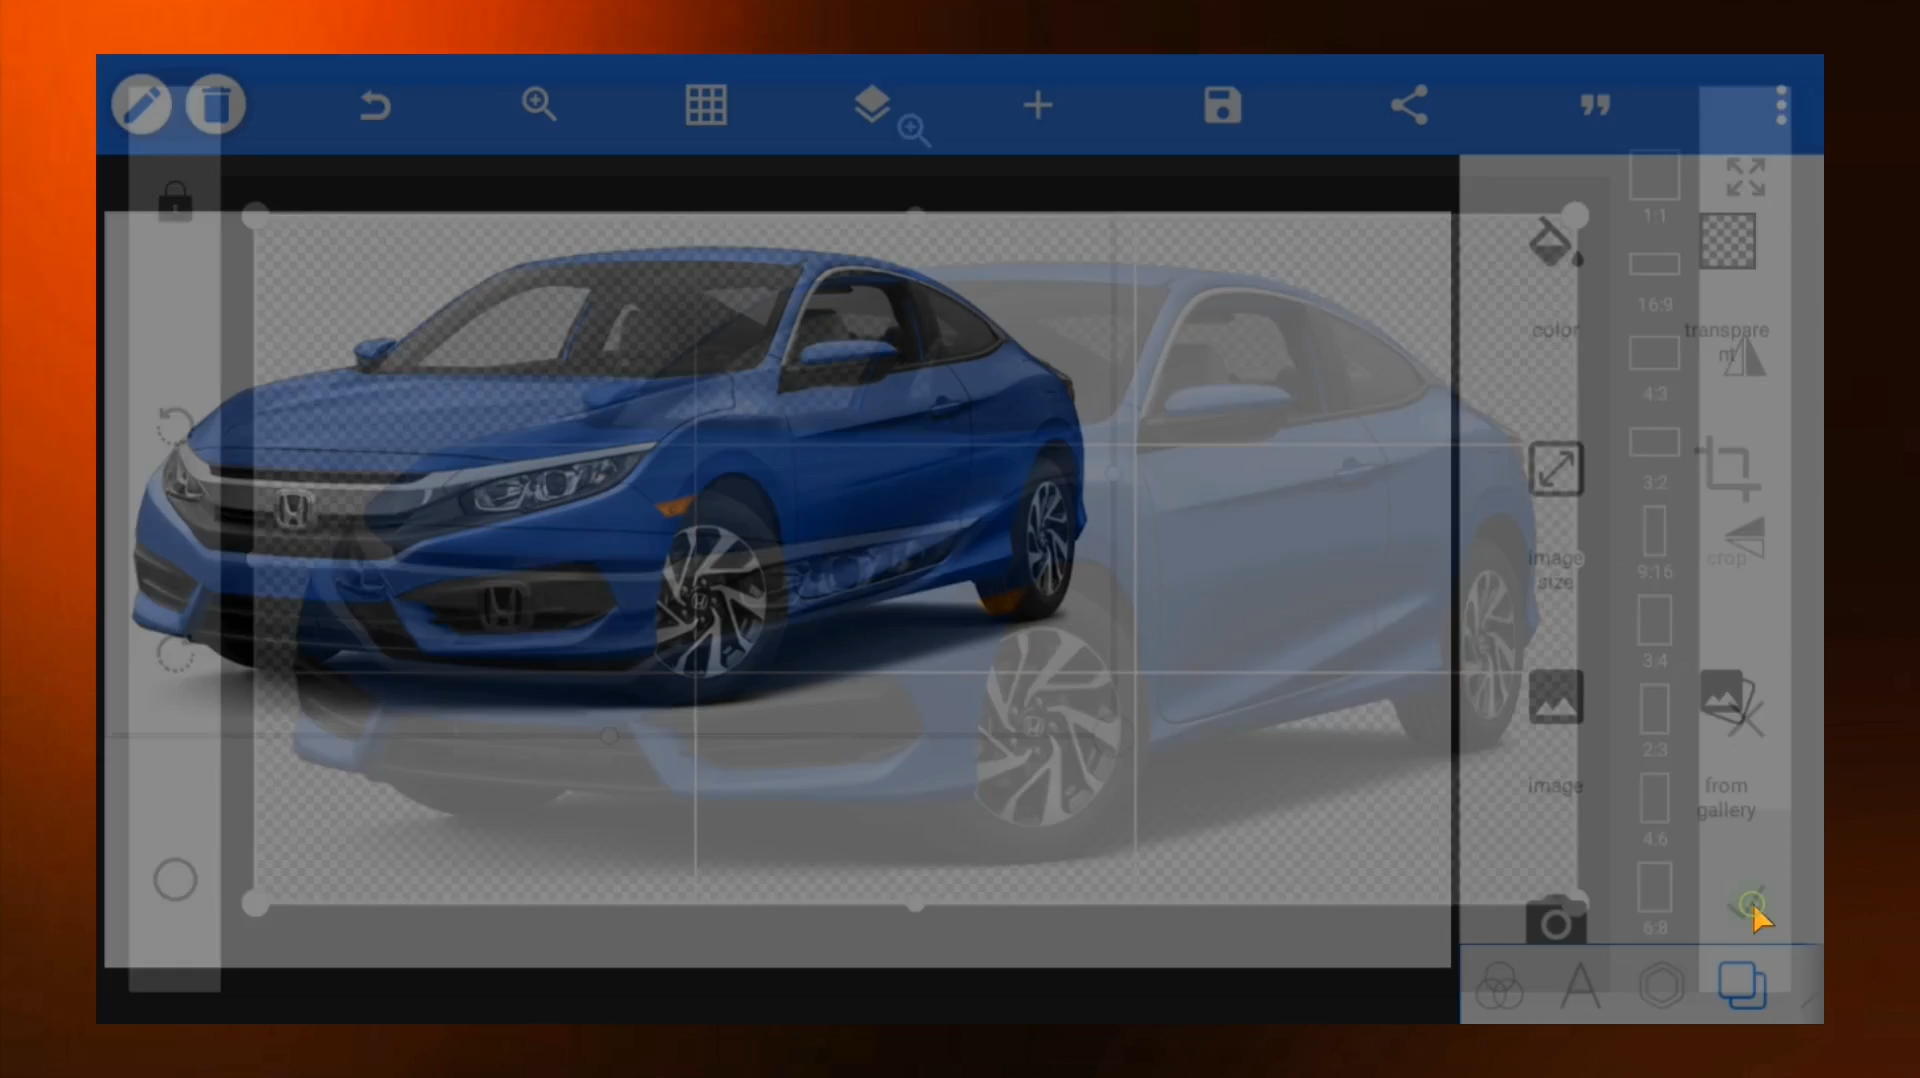 1:1
16:9
color
transpare
nt
4:3
3:2
image
size
crop
9:16
3:4
2:3
image
from
gallery
4:6
6:8